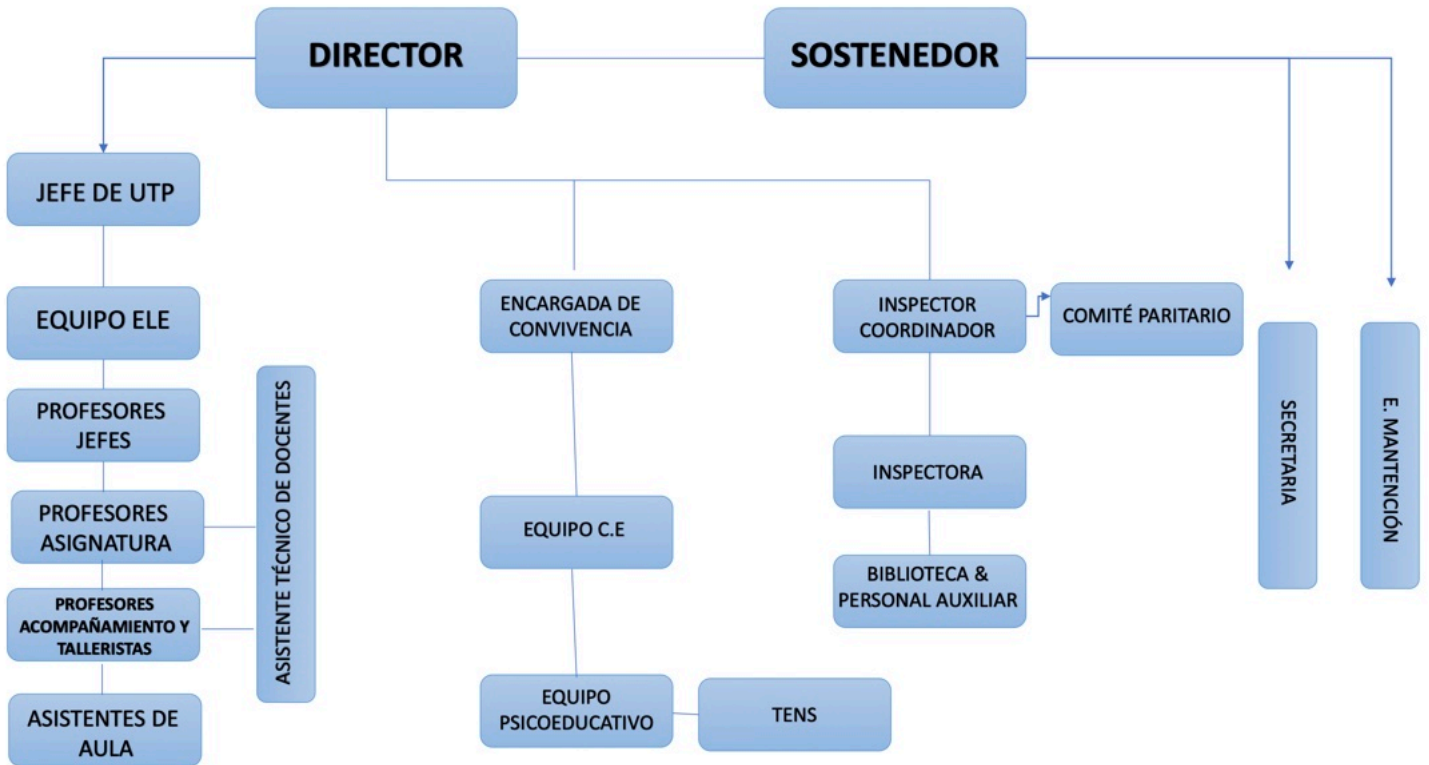 DIRECTOR
SOSTENEDOR
JEFE DE UTP
EQUIPO ELE
PROFESORES
JEFES
PROFESORES
ASIGNATURA
PROFESORES
ACOMPAÑAMIENTO Y
TALLERISTAS
ASISTENTES DE
AULA
ASISTENTE TÉCNICO DE DOCENTES
ENCARGADA DE
CONVIVENCIA
EQUIPO C.E
EQUIPO
PSICOEDUCATIVO
TENS
INSPECTOR
COORDINADOR
COMITÉ PARITARIO
INSPECTORA
BIBLIOTECA &
PERSONAL AUXILIAR
SECRETARIA
E. MANTENCIÓN